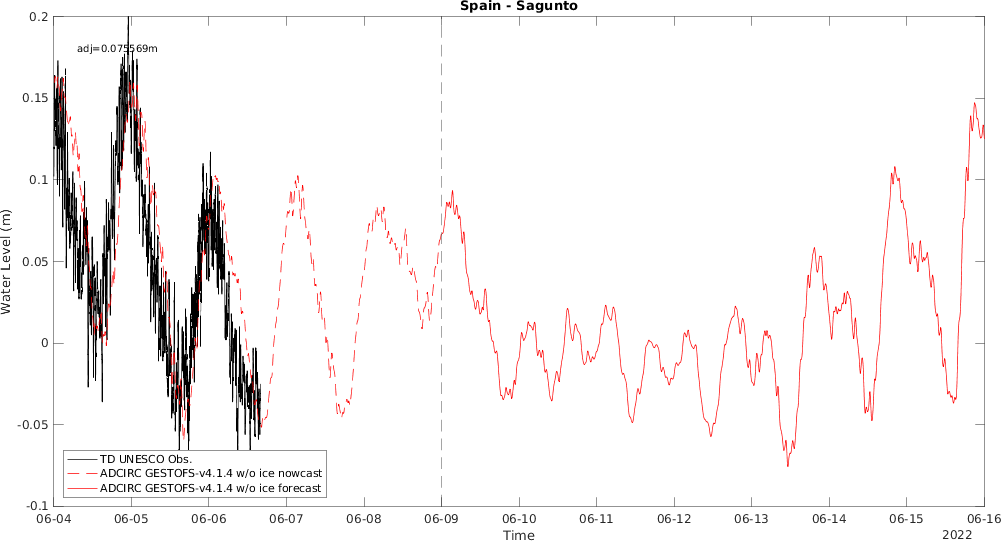 Spain - Sagunto
adj=0.075569m
0.2
0.15
0.1
0.05
0
-0.05
-0.1
Water Level (m)
TD UNESCO Obs.
ADCIRC GESTOFS-v4.1.4 w/o ice nowcast
ADCIRC GESTOFS-v4.1.4 w/o ice forecast
06-04 06-05 06-06 06-07 06-08 06-09 06-10 06-11 06-12 06-13 06-14 06-15 06-16
Time
2022